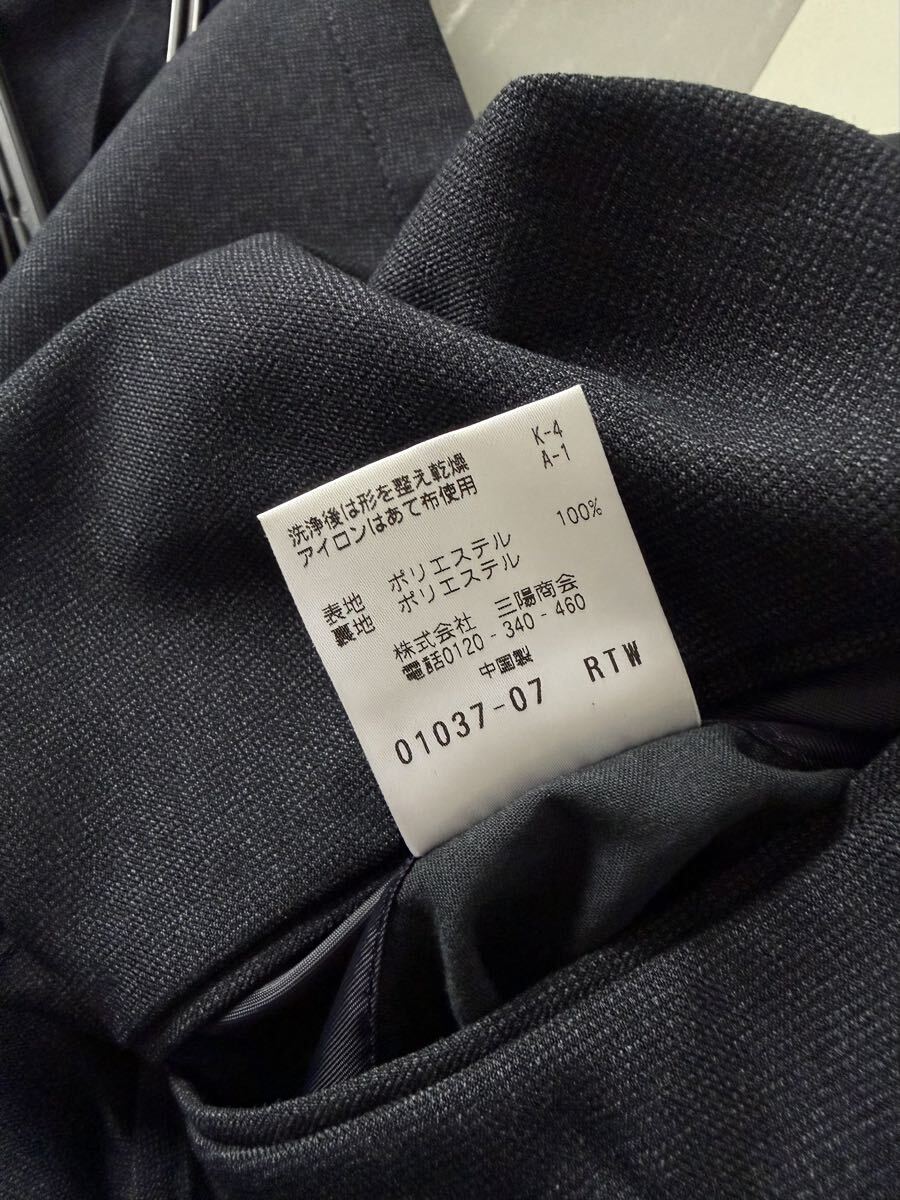 K-4
A-1
洗浄後は形を整え乾燥
アイロンはあて布使用
表地 ポリエステル 100%
裏地 ポリエステル
株式会社 三陽商会
電話0120-340-460
中国製
01037-07 RTW